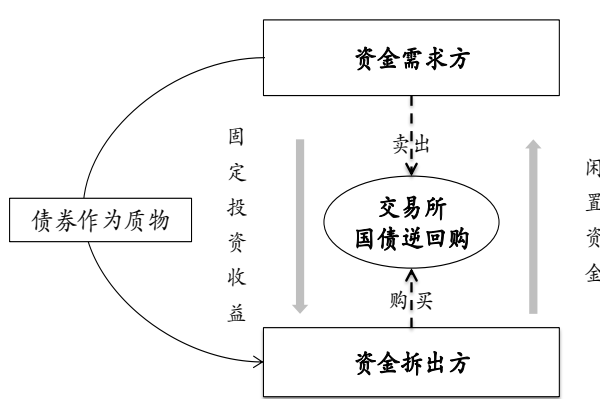 资金需求方
卖出
固定投资收益
闲置资金
债券作为质物
交易所
国债逆回购
购买
资金拆出方